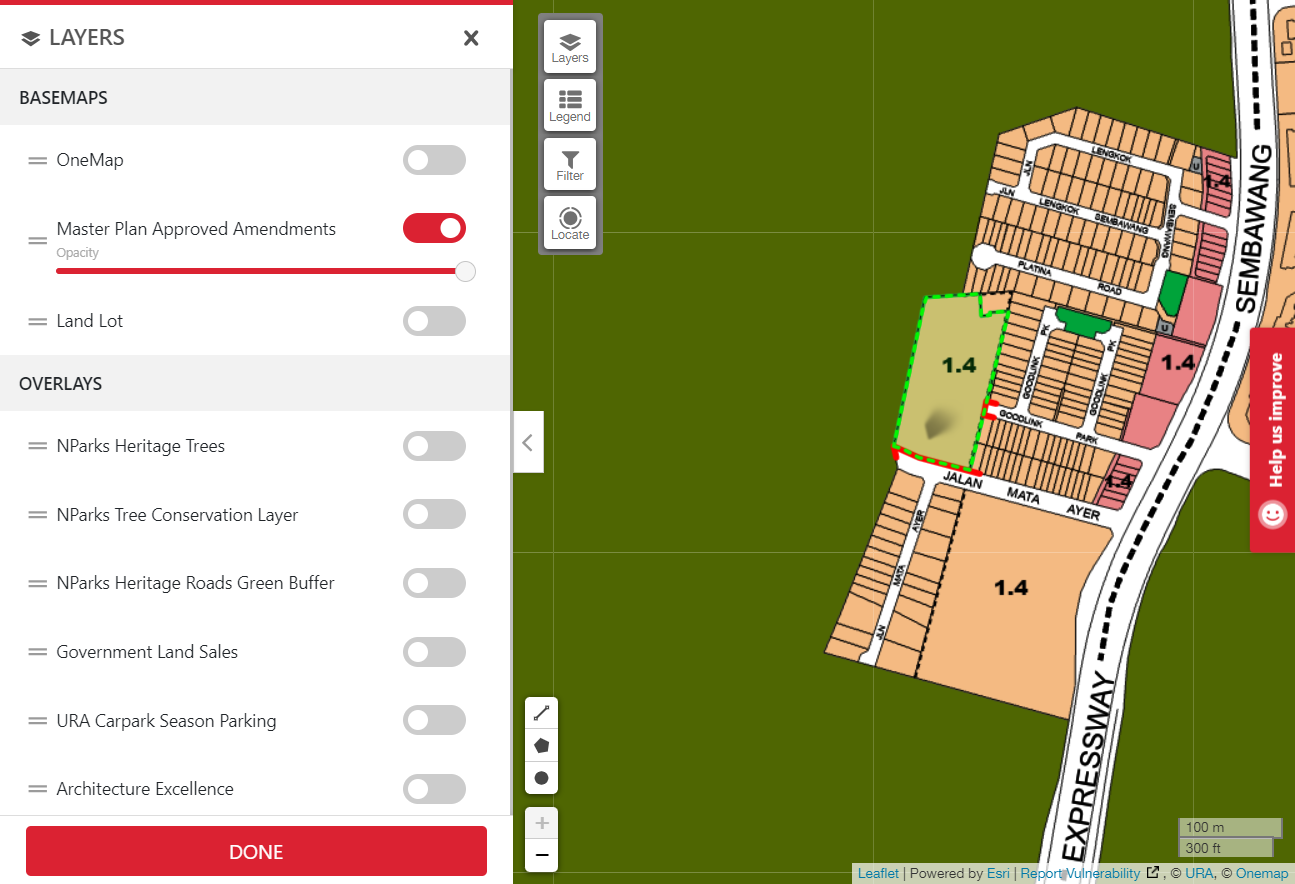 LAYERS
BASEMAPS
OneMap
Master Plan Approved Amendments
Opacity
Land Lot
OVERLAYS
NParks Heritage Trees
NParks Tree Conservation Layer
NParks Heritage Roads Green Buffer
Government Land Sales
URA Carpark Season Parking
Architecture Excellence
DONE
Layers
Legend
Filter
Locate
LENGKOK
JLN
U
1.4
JLN LENGKOK SEMBAWANG
SEMBAWANG
PLATINA ROAD
U
SEMBAWANG
1.4
PK
PK
GOODLINK
GOODLINK
1.4
GOODLINK PARK
1.4
JALAN MATA AYER
AYER
MATA
JLN
1.4
EXPRESSWAY
Help us improve
+
−
100 m
300 ft
Leaflet | Powered by Esri | Report Vulnerability , © URA, © Onemap